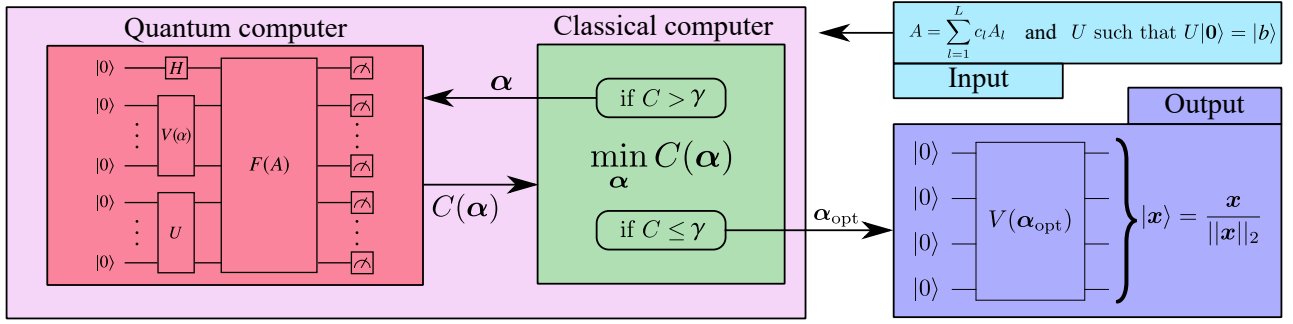 Quantum computer
|0⟩ H
|0⟩
V(α)
⋮ ⋮
|0⟩
F(A)
|0⟩
U
⋮ ⋮
|0⟩
α
C(α)
Classical computer
if C > γ
min C(α)
α
if C ≤ γ
α_opt
A = ∑_{l=1}^{L} c_l A_l and U such that U|0⟩ = |b⟩
Input
Output
|0⟩
|0⟩
|0⟩
|0⟩
V(α_opt)
|x⟩ = x / ||x||_2